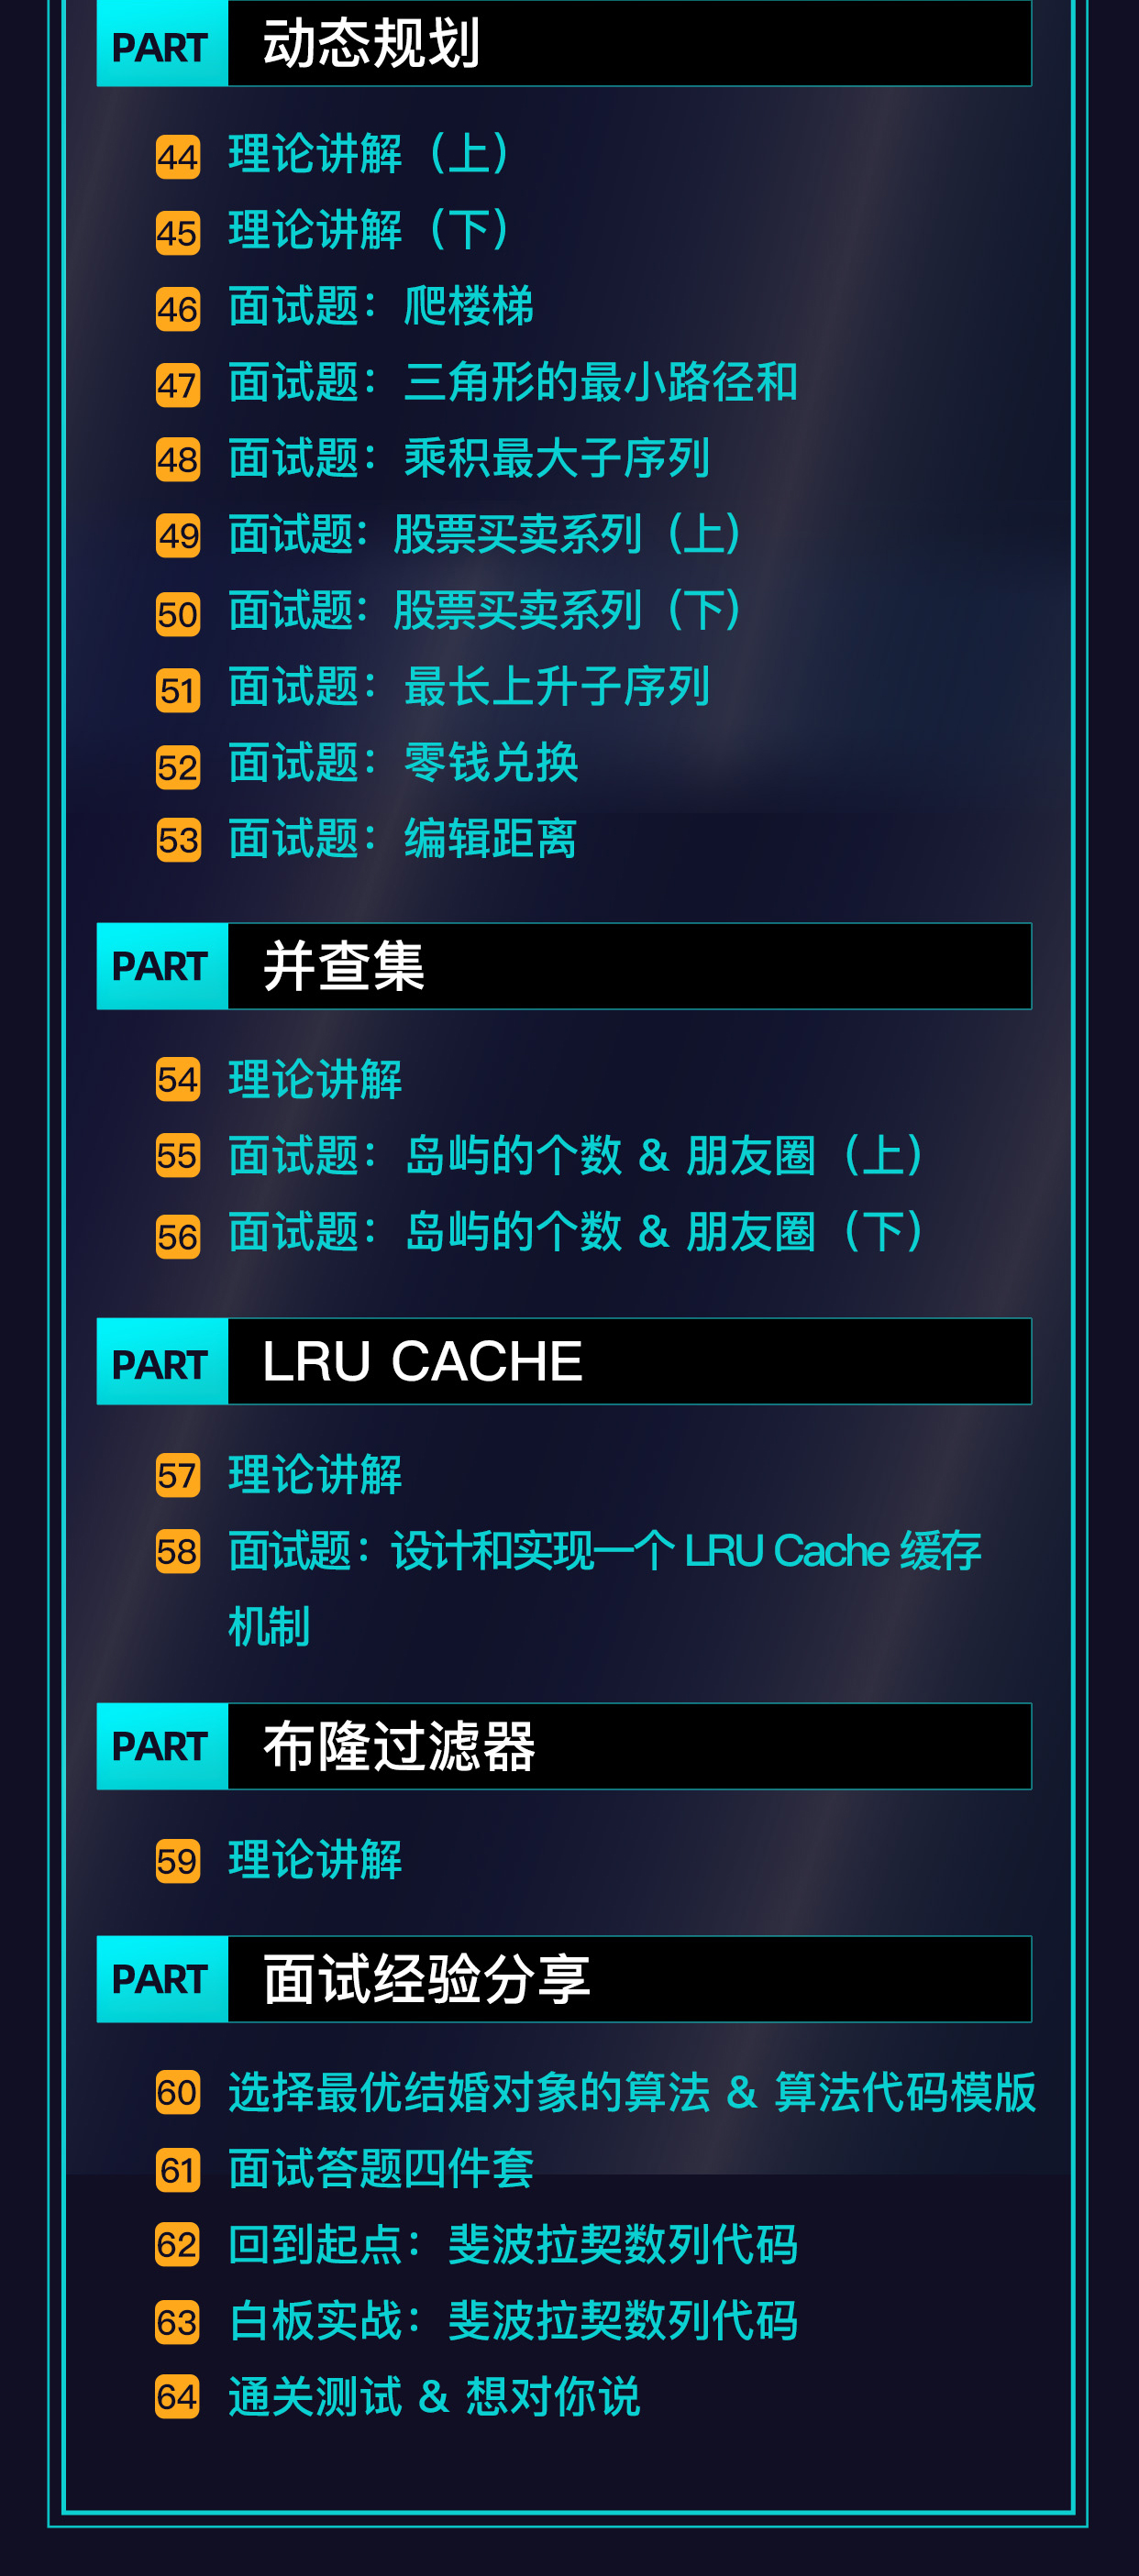 PART 动态规划
44 理论讲解（上）
45 理论讲解（下）
46 面试题：爬楼梯
47 面试题：三角形的最小路径和
48 面试题：乘积最大子序列
49 面试题：股票买卖系列（上）
50 面试题：股票买卖系列（下）
51 面试题：最长上升子序列
52 面试题：零钱兑换
53 面试题：编辑距离
PART 并查集
54 理论讲解
55 面试题：岛屿的个数 & 朋友圈（上）
56 面试题：岛屿的个数 & 朋友圈（下）
PART LRU CACHE
57 理论讲解
58 面试题：设计和实现一个 LRU Cache 缓存
机制
PART 布隆过滤器
59 理论讲解
PART 面试经验分享
60 选择最优结婚对象的算法 & 算法代码模版
61 面试答题四件套
62 回到起点：斐波拉契数列代码
63 白板实战：斐波拉契数列代码
64 通关测试 & 想对你说